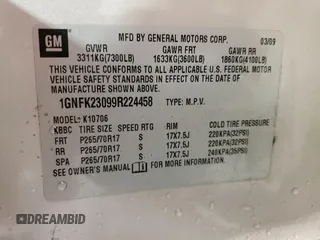 GM
MFD BY GENERAL MOTORS CORP. 03/09
GVWR GAWR FRT GAWR RR
3311KG(7300LB) 1633KG(3600LB) 1860KG(4100LB)
THIS VEHICLE CONFORMS TO ALL APPLICABLE U.S. FEDERAL MOTOR
VEHICLE SAFETY STANDARDS IN EFFECT ON THE DATE OF
MANUFACTURE SHOWN ABOVE.
1GNFK23099R224458 TYPE: M.P.V.
MODEL: K10706
KBBC TIRE SIZE SPEED RTG RIM COLD TIRE PRESSURE
FRT P265/70R17 S 17X7.5J 220KPA(32PSI)
RR P265/70R17 S 17X7.5J 220KPA(32PSI)
SPA P265/70R17 S 17X7.5J 240KPA(35PSI)
SEE OWNER'S MANUAL FOR ADDITIONAL INFORMATION.
DREAMBID